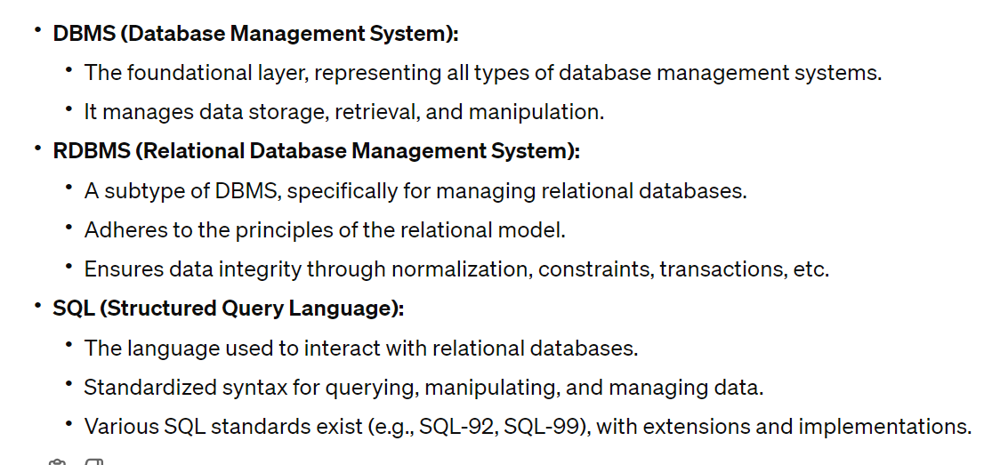 • DBMS (Database Management System):
• The foundational layer, representing all types of database management systems.
• It manages data storage, retrieval, and manipulation.
• RDBMS (Relational Database Management System):
• A subtype of DBMS, specifically for managing relational databases.
• Adheres to the principles of the relational model.
• Ensures data integrity through normalization, constraints, transactions, etc.
• SQL (Structured Query Language):
• The language used to interact with relational databases.
• Standardized syntax for querying, manipulating, and managing data.
• Various SQL standards exist (e.g., SQL-92, SQL-99), with extensions and implementations.